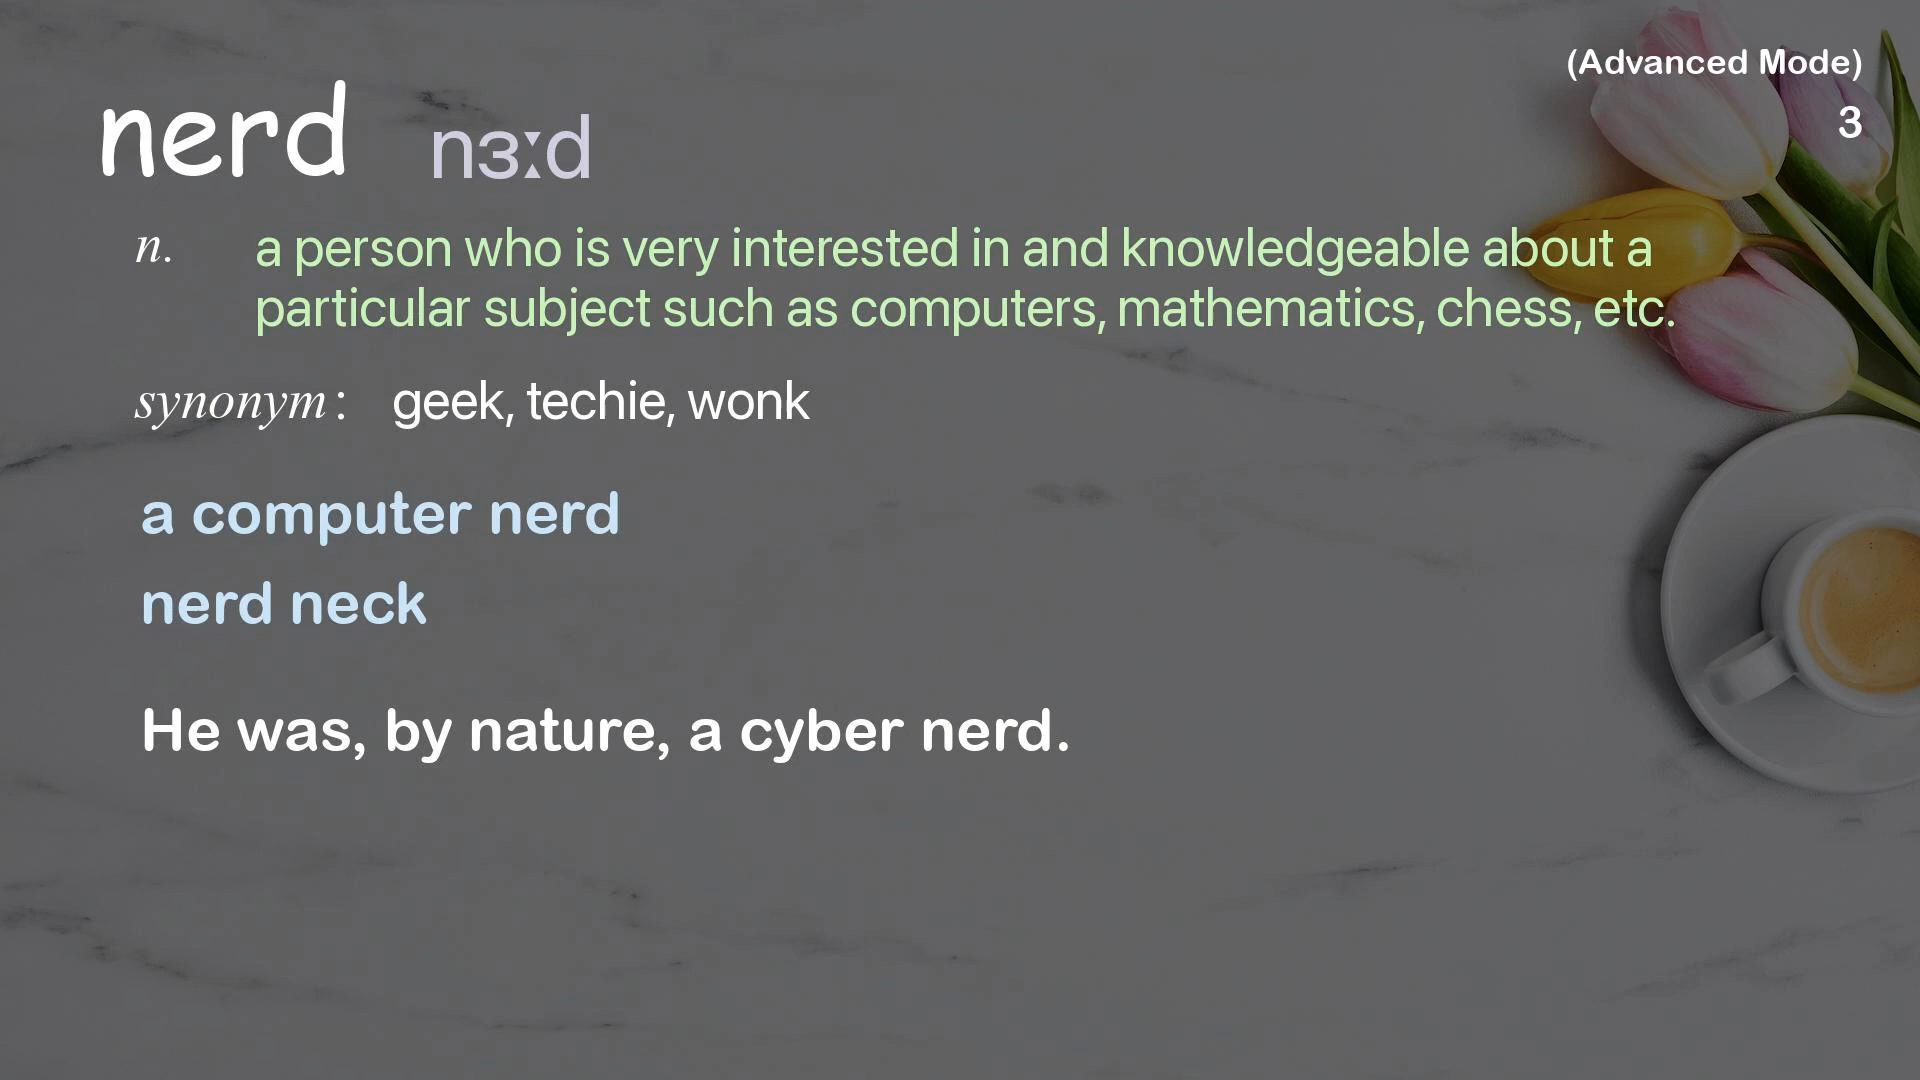 (Advanced Mode)
3
nerd nɜːd
n. a person who is very interested in and knowledgeable about a
particular subject such as computers, mathematics, chess, etc.
synonym : geek, techie, wonk
a computer nerd
nerd neck
He was, by nature, a cyber nerd.